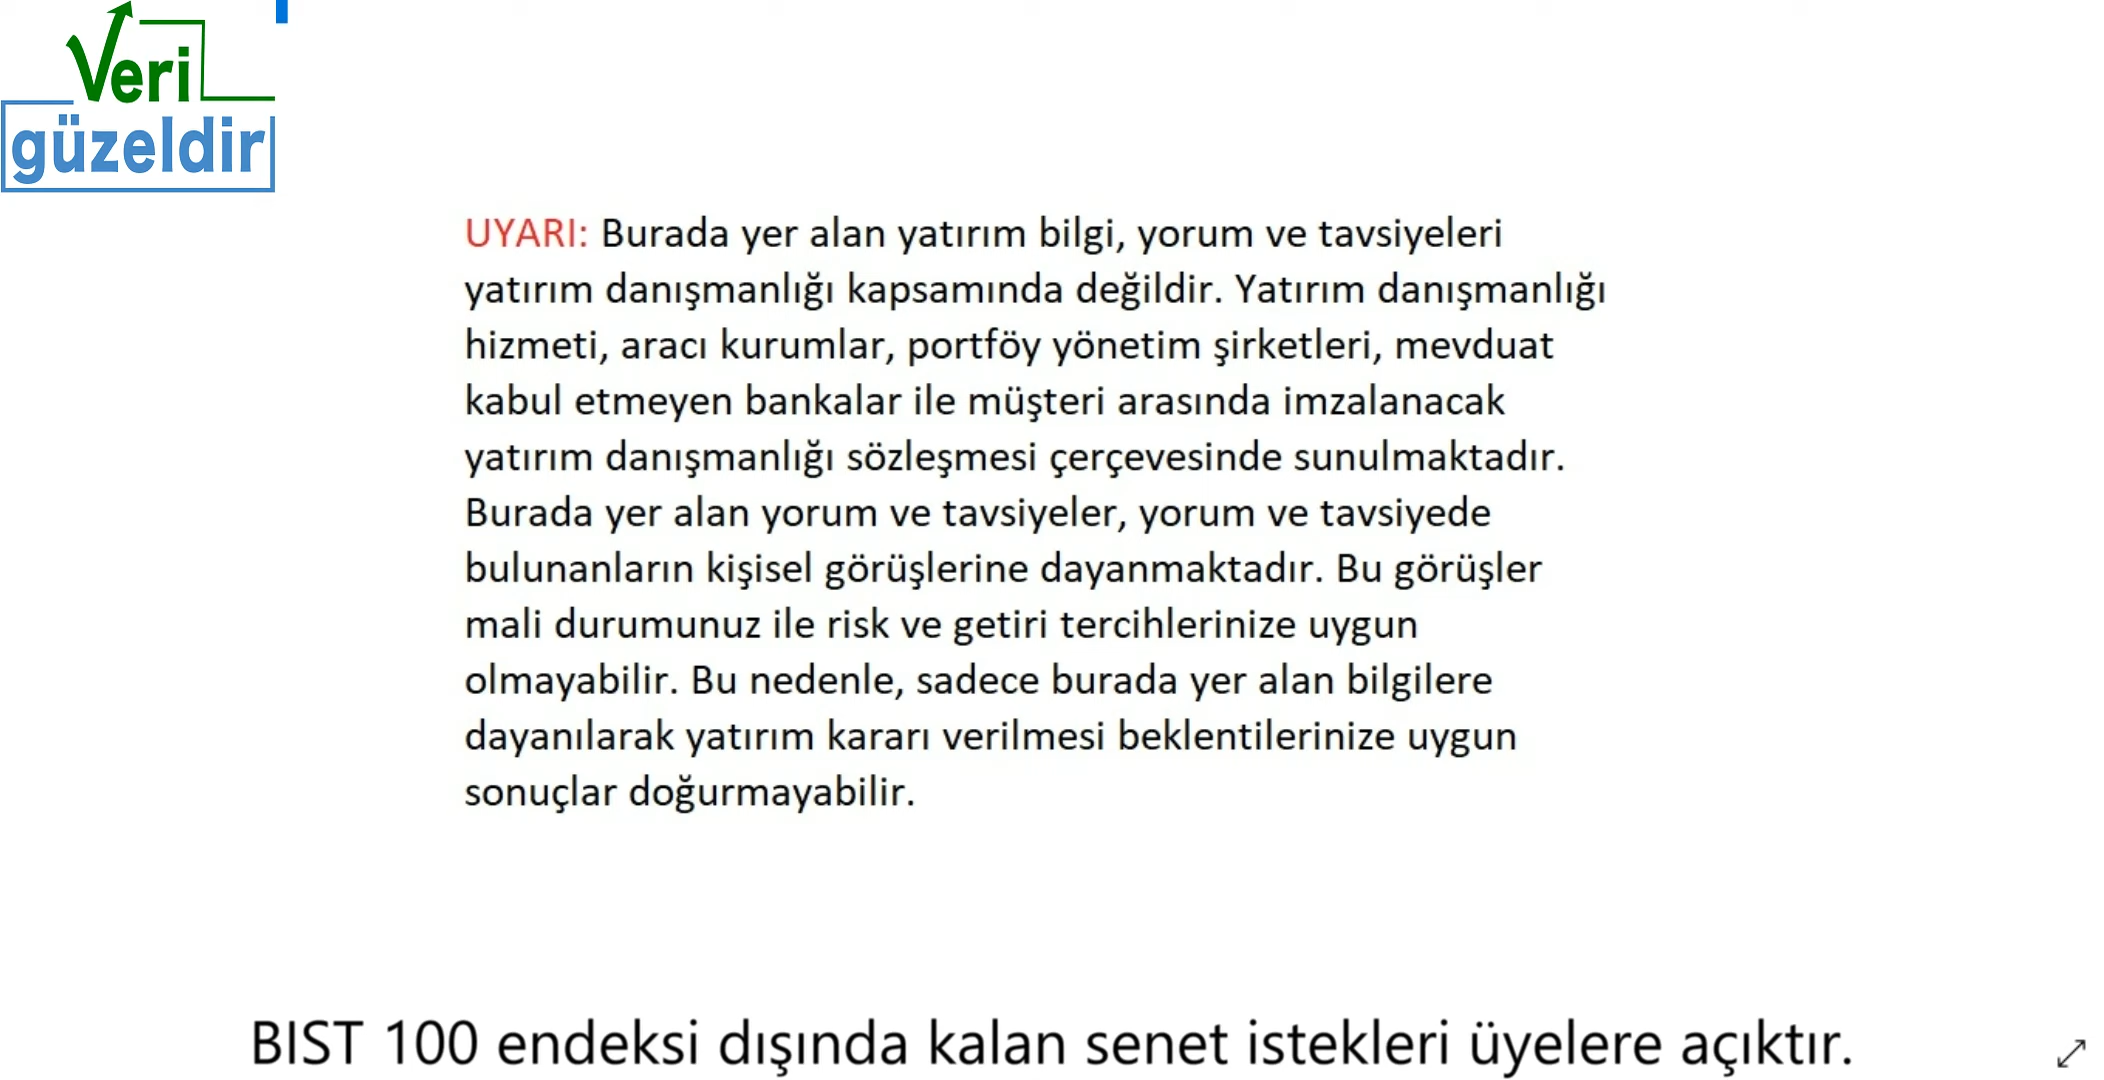 Veri
güzeldir
UYARI: Burada yer alan yatırım bilgi, yorum ve tavsiyeleri
yatırım danışmanlığı kapsamında değildir. Yatırım danışmanlığı
hizmeti, aracı kurumlar, portföy yönetim şirketleri, mevduat
kabul etmeyen bankalar ile müşteri arasında imzalanacak
yatırım danışmanlığı sözleşmesi çerçevesinde sunulmaktadır.
Burada yer alan yorum ve tavsiyeler, yorum ve tavsiyede
bulunanların kişisel görüşlerine dayanmaktadır. Bu görüşler
mali durumunuz ile risk ve getiri tercihlerinize uygun
olmayabilir. Bu nedenle, sadece burada yer alan bilgilere
dayanılarak yatırım kararı verilmesi beklentilerinize uygun
sonuçlar doğurmayabilir.
BIST 100 endeksi dışında kalan senet istekleri üyelere açıktır.